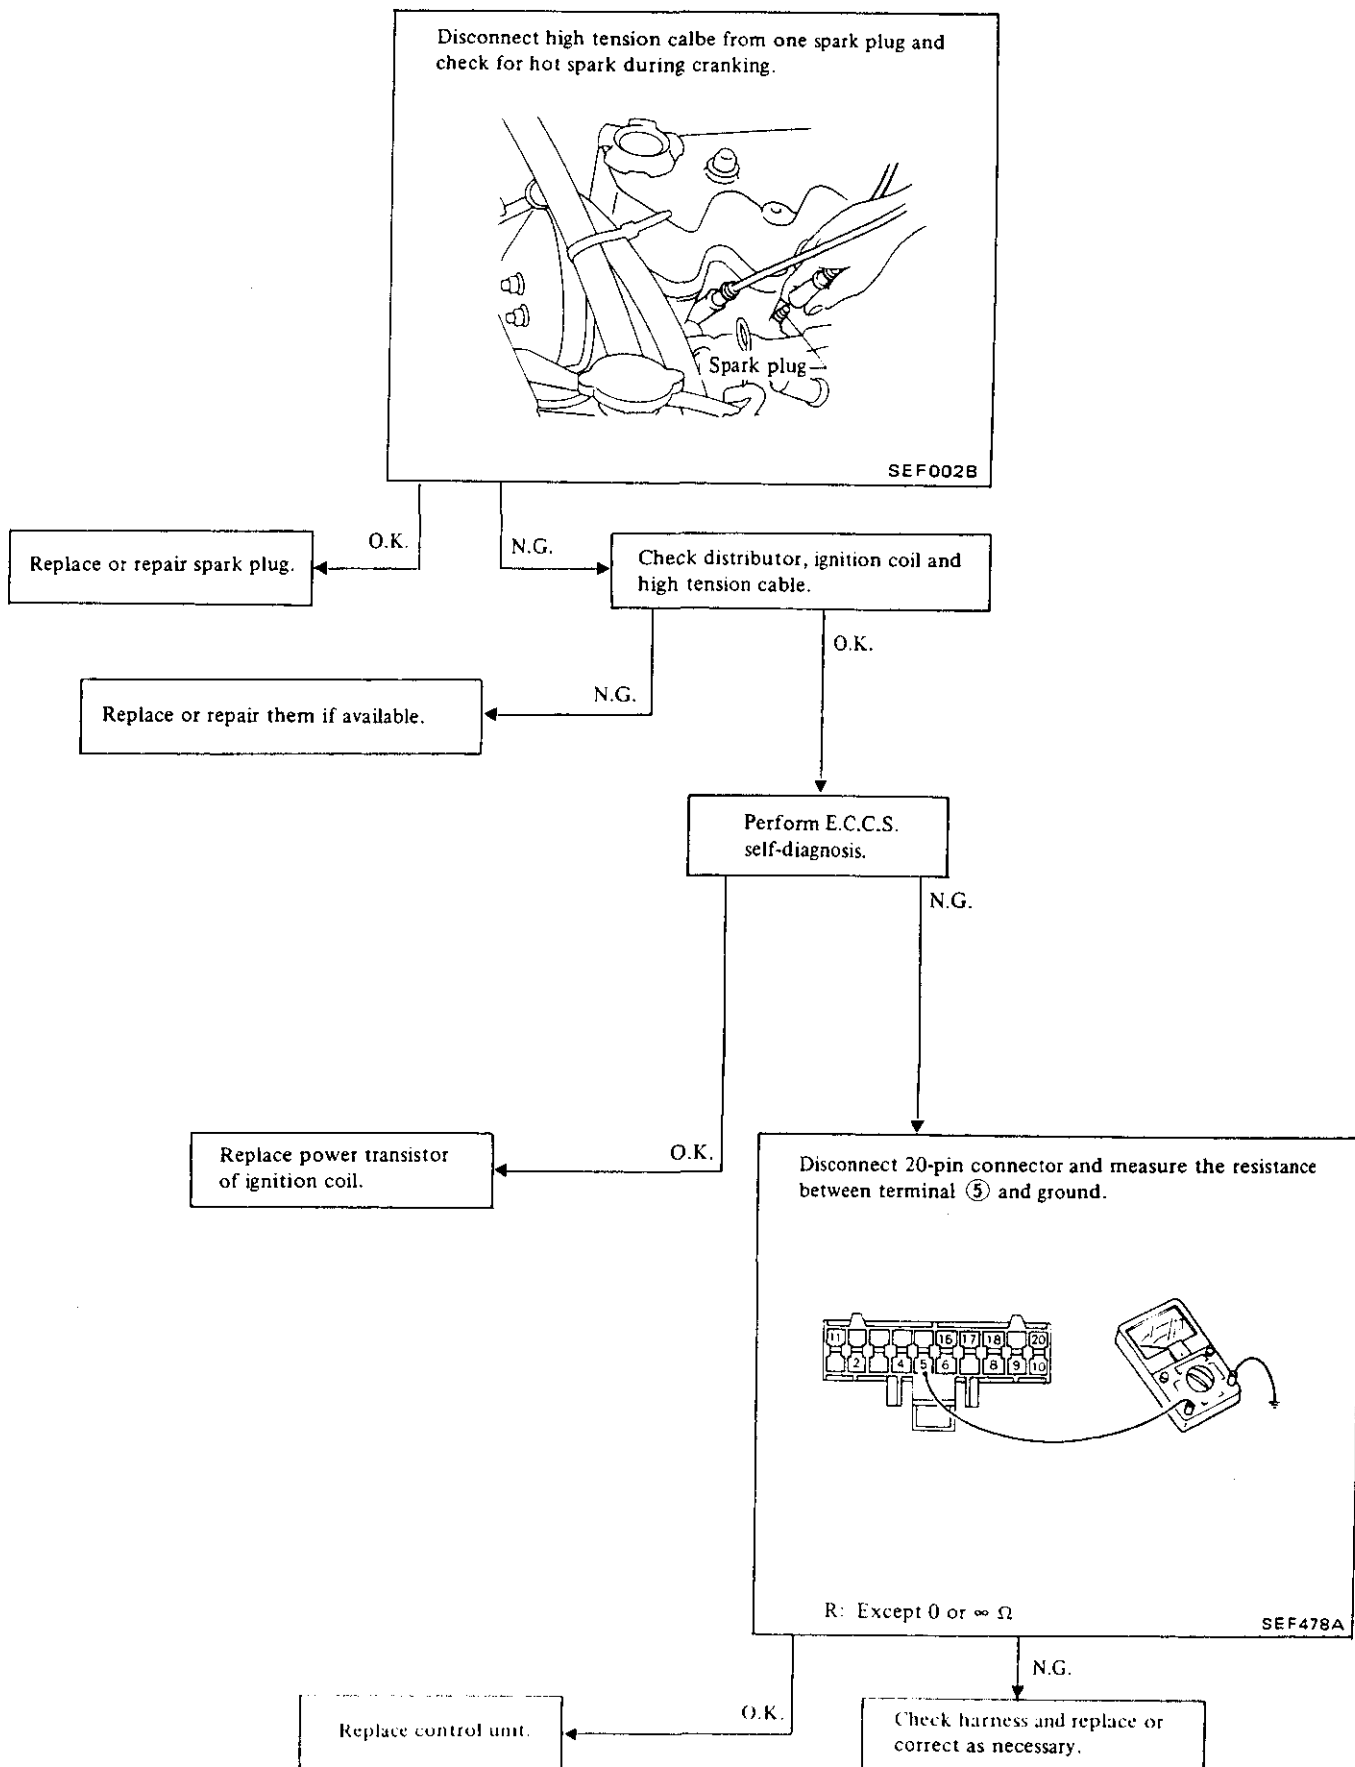 Disconnect high tension calbe from one spark plug and
check for hot spark during cranking.
Spark plug
SEF002B
O.K.
N.G.
Replace or repair spark plug.
Check distributor, ignition coil and
high tension cable.
O.K.
N.G.
Replace or repair them if available.
Perform E.C.C.S.
self-diagnosis.
N.G.
O.K.
Replace power transistor
of ignition coil.
Disconnect 20-pin connector and measure the resistance
between terminal ⑤ and ground.
11 16 17 18 20
2 4 5 6 8 9 10
R: Except 0 or ∞ Ω
SEF478A
N.G.
O.K.
Replace control unit.
Check harness and replace or
correct as necessary.